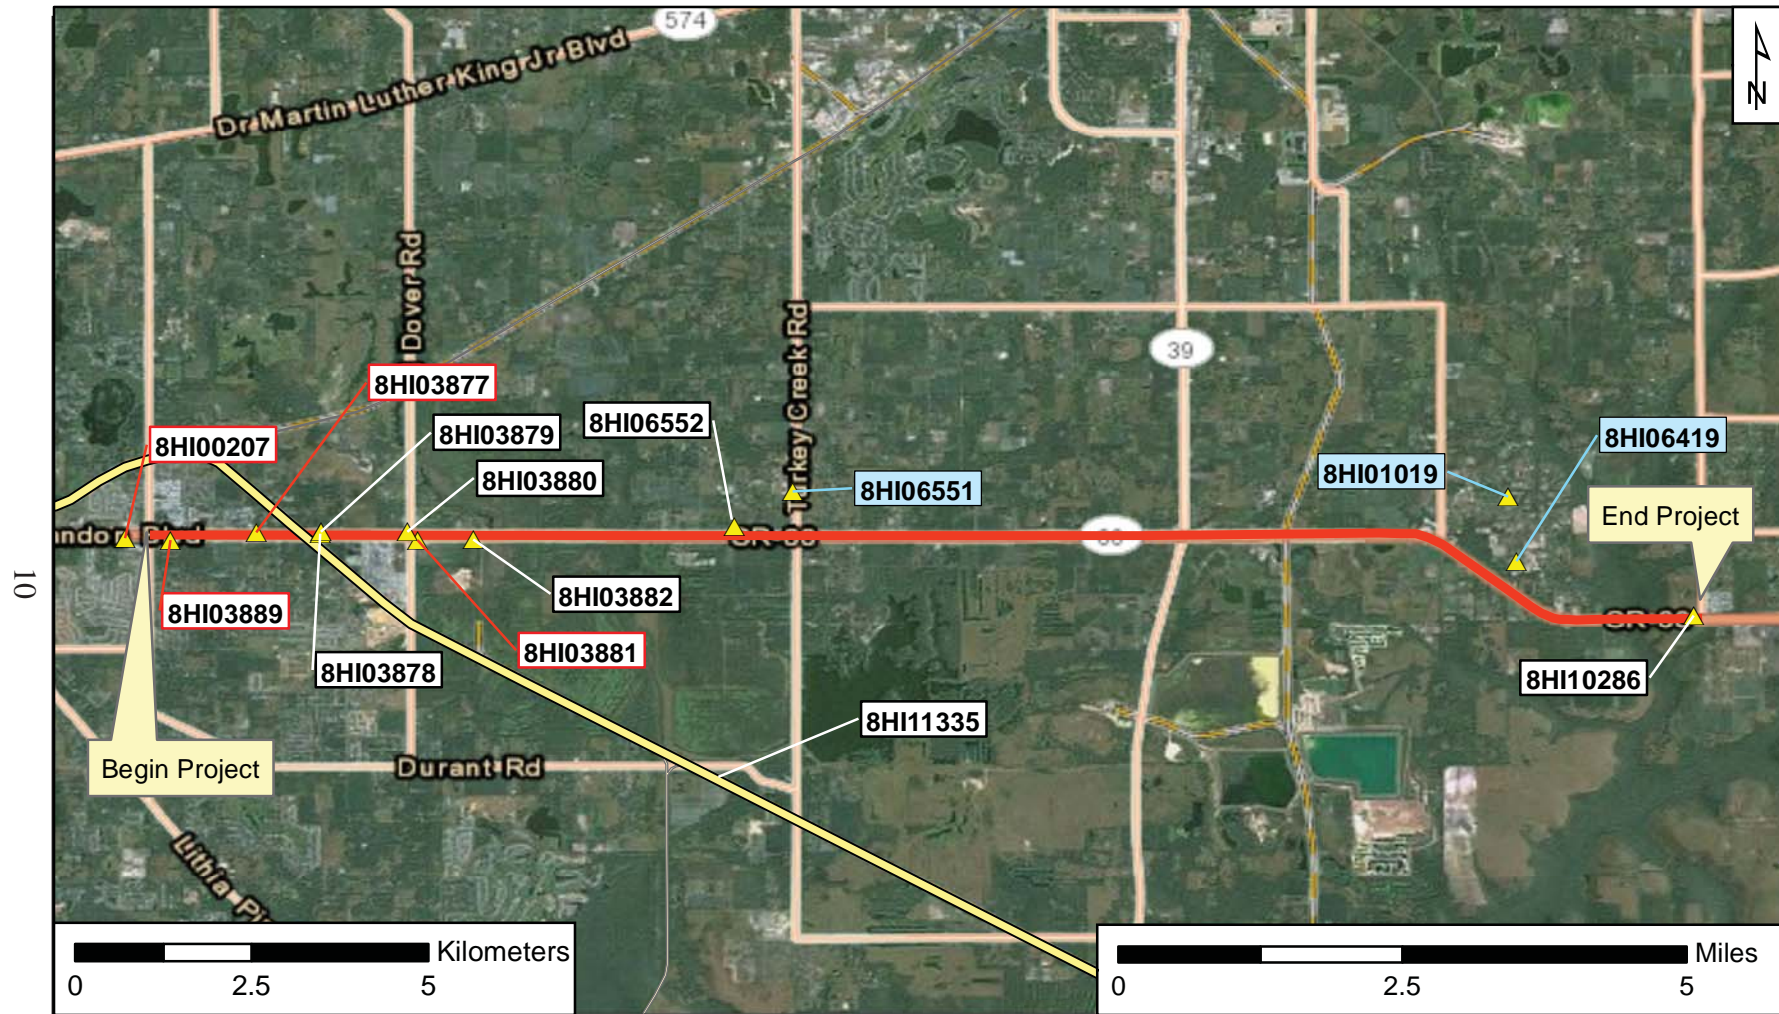 574
N
Dr Martin Luther King Jr Blvd
Dover Rd
Turkey Creek Rd
39
8HI03877
8HI03879
8HI06552
8HI06419
8HI00207
8HI03880
8HI06551
8HI01019
End Project
8HI03889
8HI03882
8HI03881
8HI03878
8HI10286
8HI11335
Begin Project
Durant Rd
Lithia
Kilometers
0 2.5 5
Miles
0 2.5 5
10